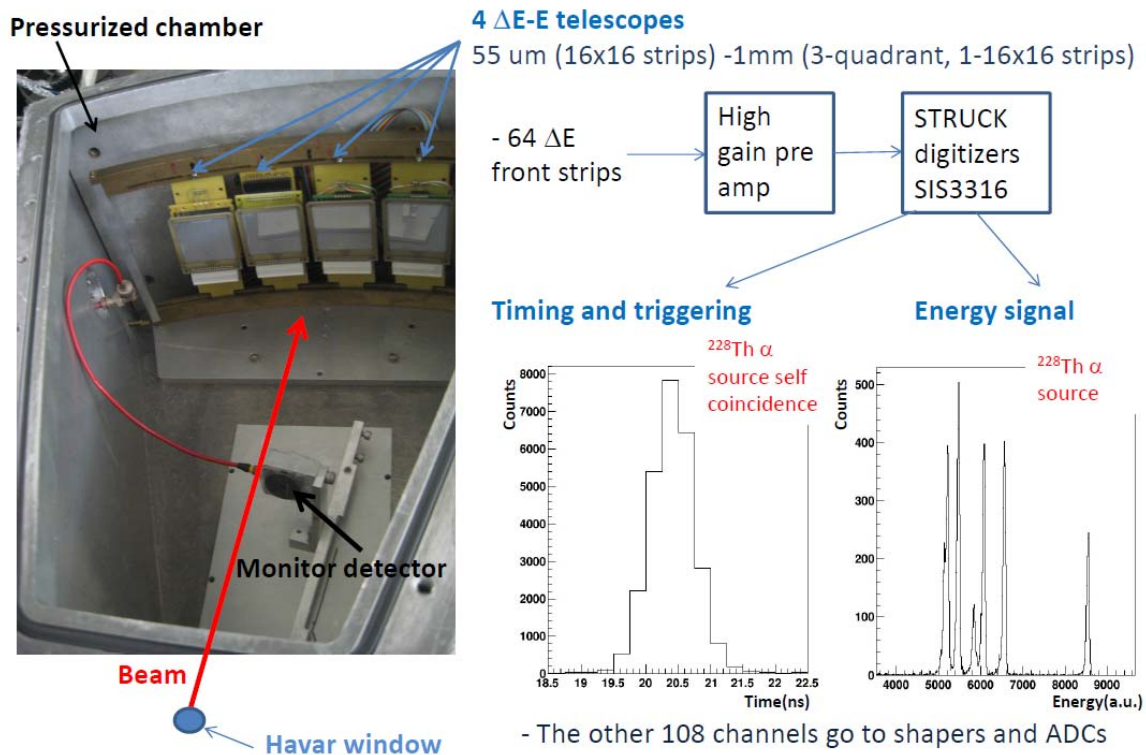 Pressurized chamber
4 ΔE-E telescopes
55 um (16x16 strips) -1mm (3-quadrant, 1-16x16 strips)
- 64 ΔE
front strips
High
gain pre
amp
STRUCK
digitizers
SIS3316
Timing and triggering
Energy signal
²²⁸Th α
source self
coincidence
Counts
8000
7000
6000
5000
4000
3000
2000
1000
0
18.5 19 19.5 20 20.5 21 21.5 22 22.5
Time(ns)
²²⁸Th α
source
Counts
500
400
300
200
100
0
4000 5000 6000 7000 8000 9000
Energy(a.u.)
Monitor detector
Beam
Havar window
- The other 108 channels go to shapers and ADCs